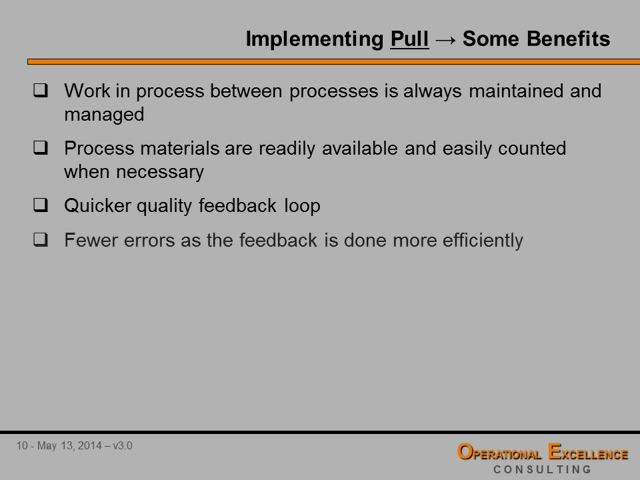 Implementing Pull → Some Benefits
❑ Work in process between processes is always maintained and
managed
❑ Process materials are readily available and easily counted
when necessary
❑ Quicker quality feedback loop
❑ Fewer errors as the feedback is done more efficiently
10 - May 13, 2014 – v3.0
OPERATIONAL EXCELLENCE
CONSULTING